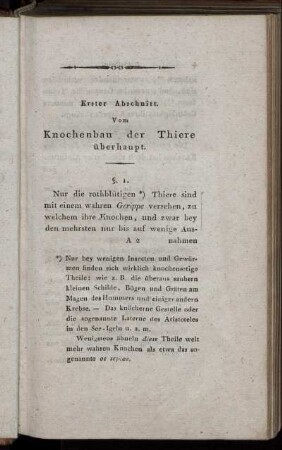 Erster Abschnitt.
Vom
Knochenbau der Thiere
überhaupt.
§. 1.
Nur die rothblütigen *) Thiere sind
mit einem wahren Gerippe versehen, zu
welchem ihre Knochen, und zwar bey
den mehrsten nur bis auf wenige Aus-
A a nahmen
*) Nur bey wenigen Insecten und Gewür-
men finden sich wirklich knochenartige
Theile: wie z. B. die überaus saubern
kleinen Schilde, Bögen und Gräten am
Magen des Hummers und einiger andern
Krebse. — Das knöcherne Gestelle oder
die sogenannte Laterne des Aristoteles
in den See-Igeln u. s. w.
Wenigstens ähneln diese Theile weit
mehr wahren Knochen als etwa das so-
genannte os sepiae.